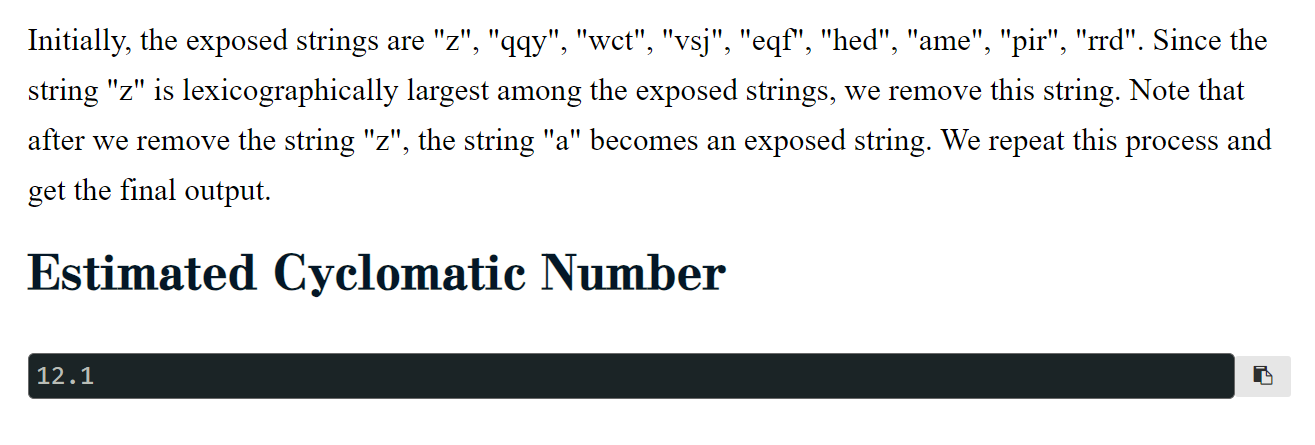 Initially, the exposed strings are "z", "qqy", "wct", "vsj", "eqf", "hed", "ame", "pir", "rrd". Since the
string "z" is lexicographically largest among the exposed strings, we remove this string. Note that
after we remove the string "z", the string "a" becomes an exposed string. We repeat this process and
get the final output.
Estimated Cyclomatic Number
12.1